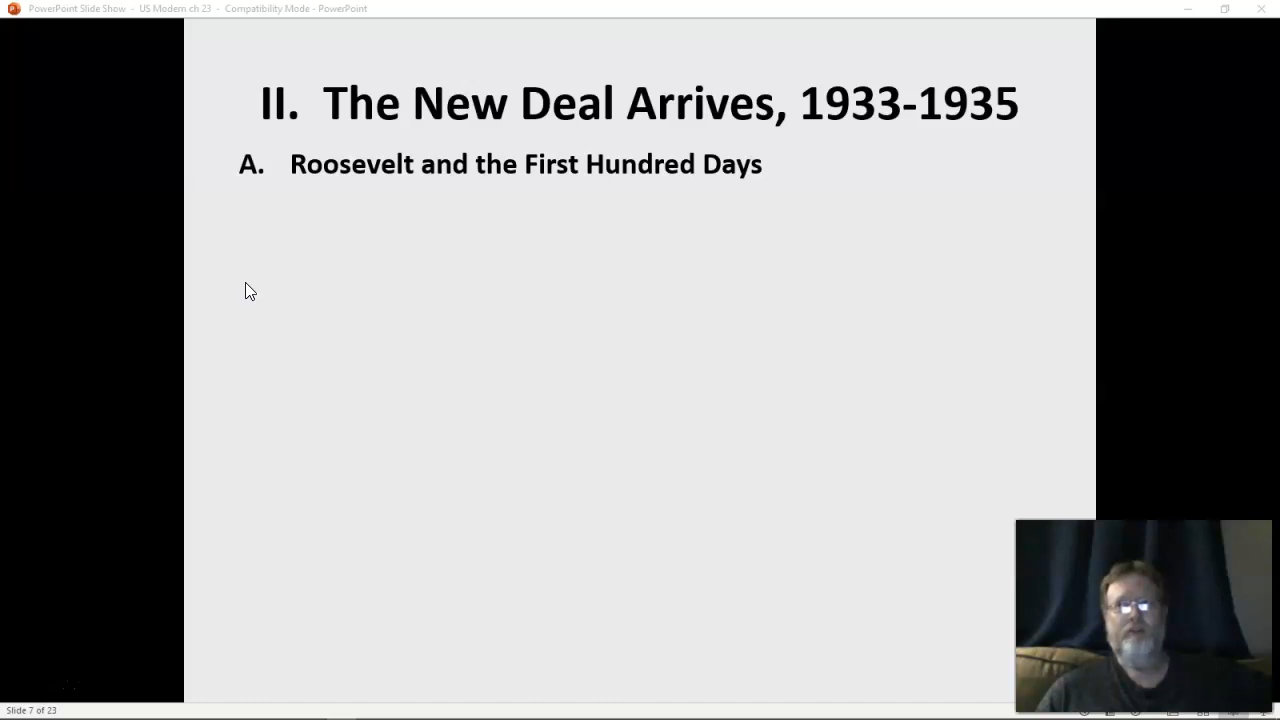 PowerPoint Slide Show - US Modern ch 23 - Compatibility Mode - PowerPoint
II. The New Deal Arrives, 1933-1935
A. Roosevelt and the First Hundred Days
Slide 7 of 23